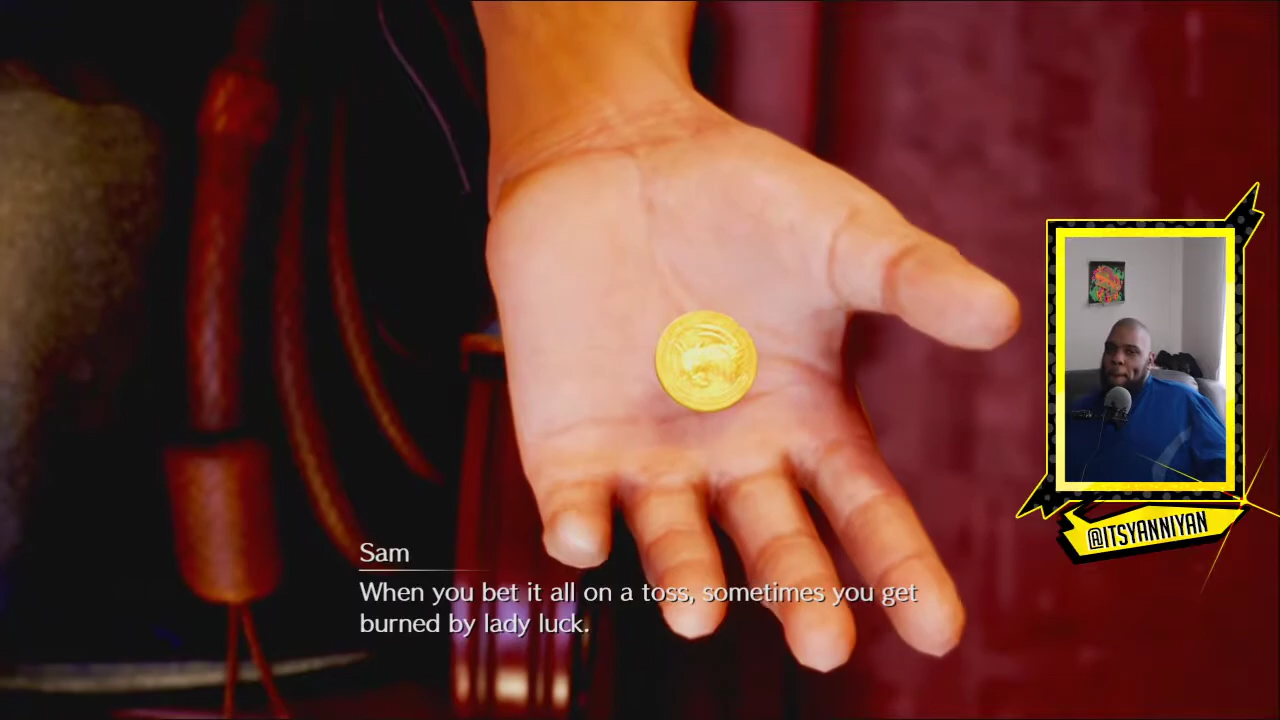 Sam
When you bet it all on a toss, sometimes you get
burned by lady luck.
@ITSYANNIYAN